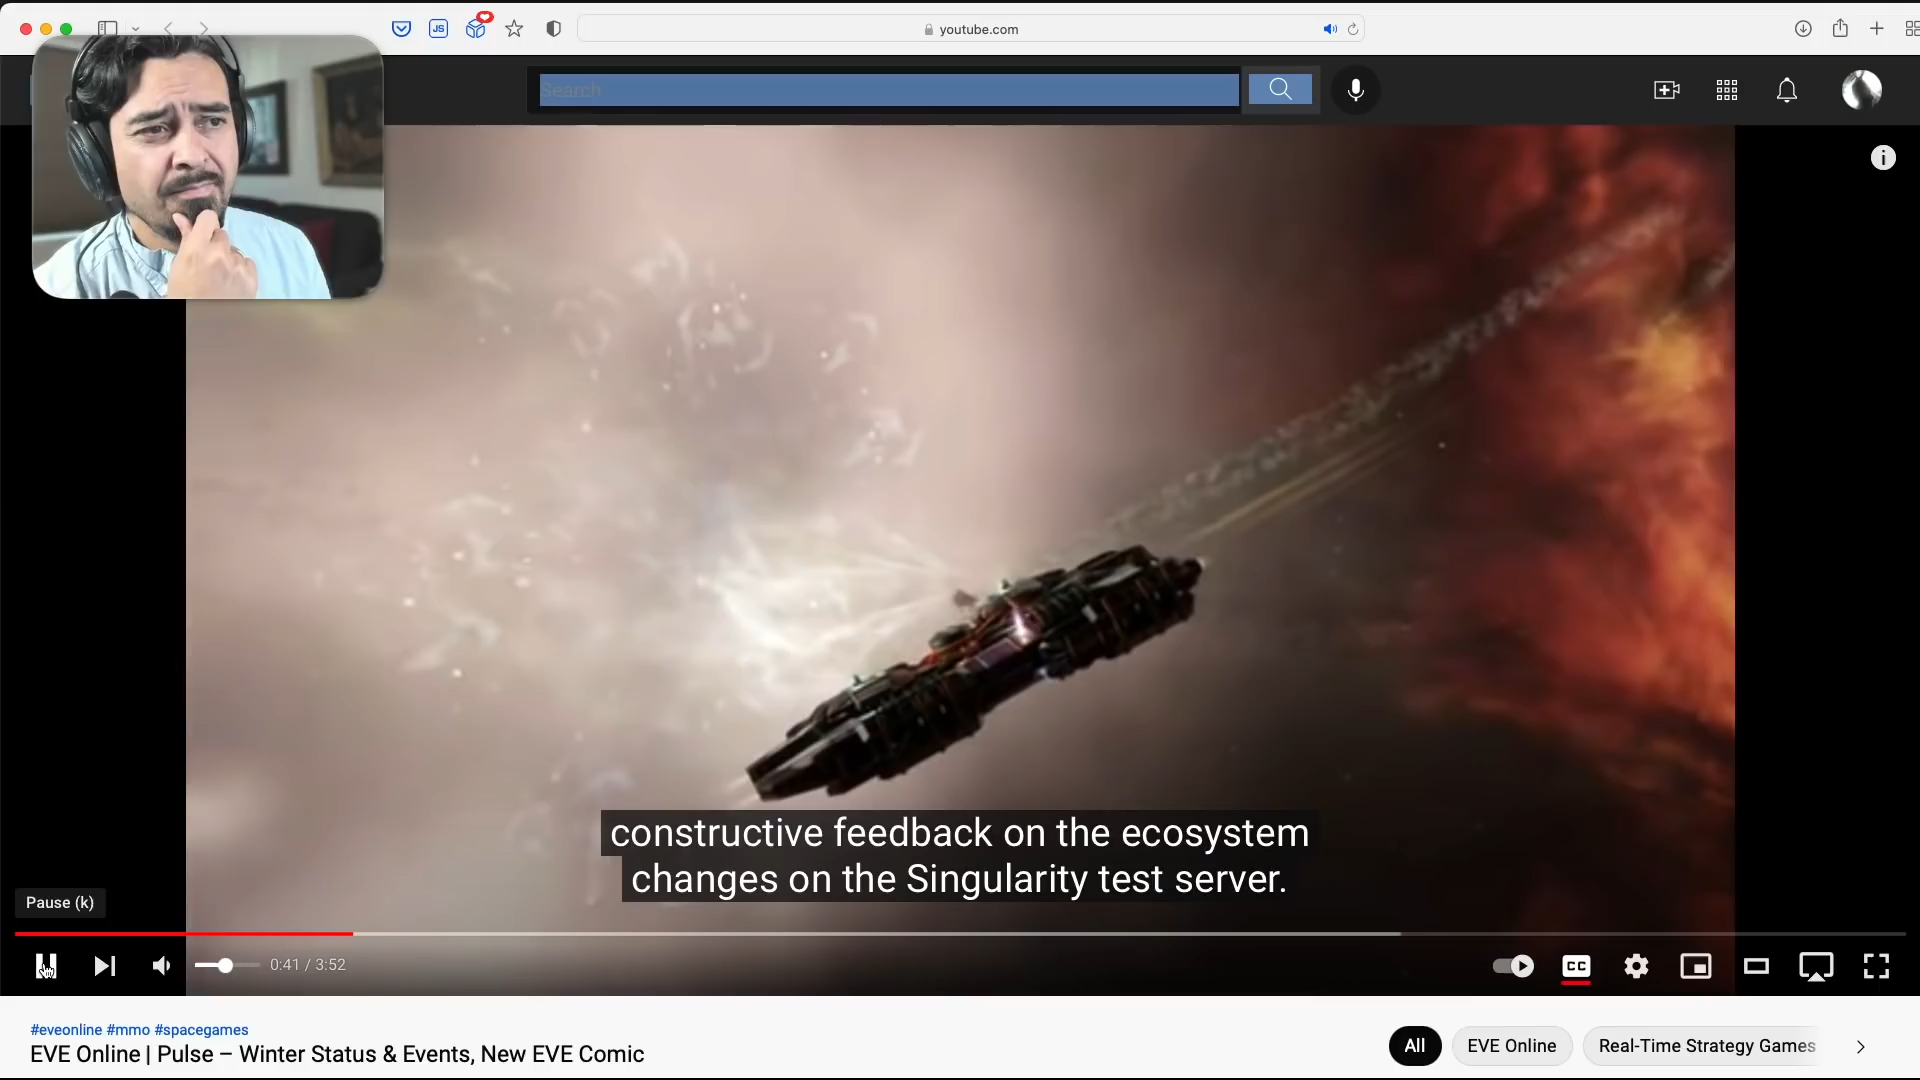 JS
youtube.com
Search
constructive feedback on the ecosystem
changes on the Singularity test server.
Pause (k)
0:41 / 3:52
CC
#eveonline #mmo #spacegames
EVE Online | Pulse – Winter Status & Events, New EVE Comic
All
EVE Online
Real-Time Strategy Games